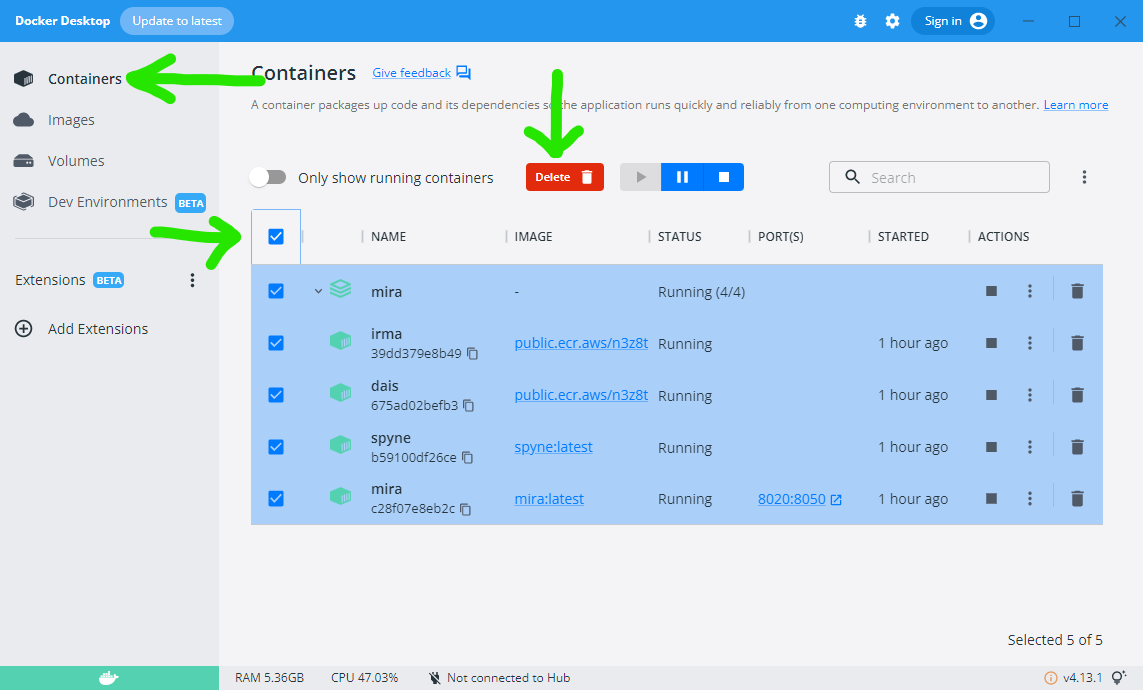 Docker Desktop Update to latest Sign in
Containers
Images
Volumes
Dev Environments BETA
Extensions BETA
Add Extensions
Containers Give feedback
A container packages up code and its dependencies so the application runs quickly and reliably from one computing environment to another. Learn more
Only show running containers Delete Search
NAME IMAGE STATUS PORT(S) STARTED ACTIONS
mira - Running (4/4)
irma
39dd379e8b49 public.ecr.aws/n3z8t Running 1 hour ago
dais
675ad02befb3 public.ecr.aws/n3z8t Running 1 hour ago
spyne
b59100df26ce spyne:latest Running 1 hour ago
mira
c28f07e8eb2c mira:latest Running 8020:8050 1 hour ago
Selected 5 of 5
RAM 5.36GB CPU 47.03% Not connected to Hub v4.13.1